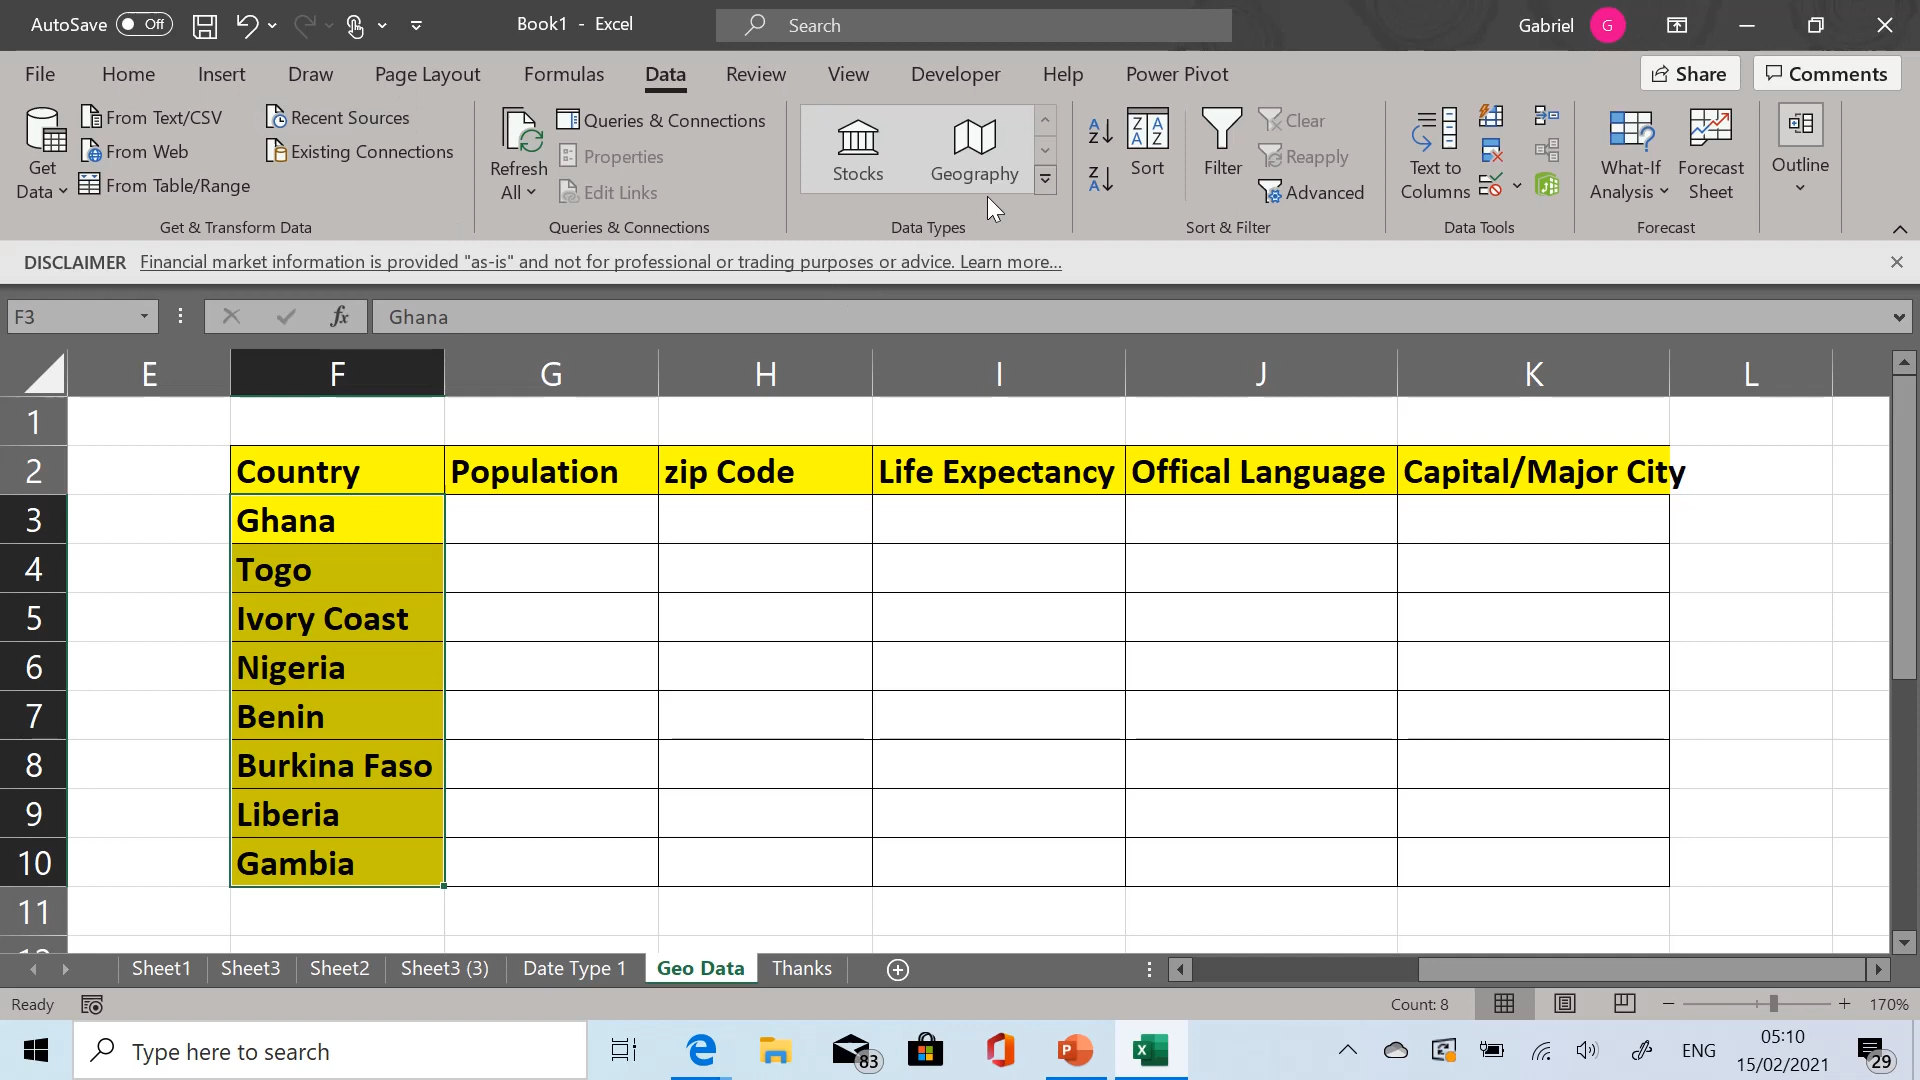 AutoSave Off Book1 - Excel Search Gabriel G
File Home Insert Draw Page Layout Formulas Data Review View Developer Help Power Pivot Share Comments
Get Data
From Text/CSV
From Web
From Table/Range
Recent Sources
Existing Connections
Get & Transform Data
Refresh All
Queries & Connections
Properties
Edit Links
Queries & Connections
Stocks
Geography
Data Types
Sort
Filter
Clear
Reapply
Advanced
Sort & Filter
Text to Columns
Data Tools
What-If Analysis
Forecast Sheet
Forecast
Outline
DISCLAIMER Financial market information is provided "as-is" and not for professional or trading purposes or advice. Learn more...
F3 fx Ghana
E F G H I J K L
1
2 Country Population zip Code Life Expectancy Offical Language Capital/Major City
3 Ghana
4 Togo
5 Ivory Coast
6 Nigeria
7 Benin
8 Burkina Faso
9 Liberia
10 Gambia
11
Sheet1 Sheet3 Sheet2 Sheet3 (3) Date Type 1 Geo Data Thanks
Ready Count: 8 170%
Type here to search 83 ENG 05:10
15/02/2021 29